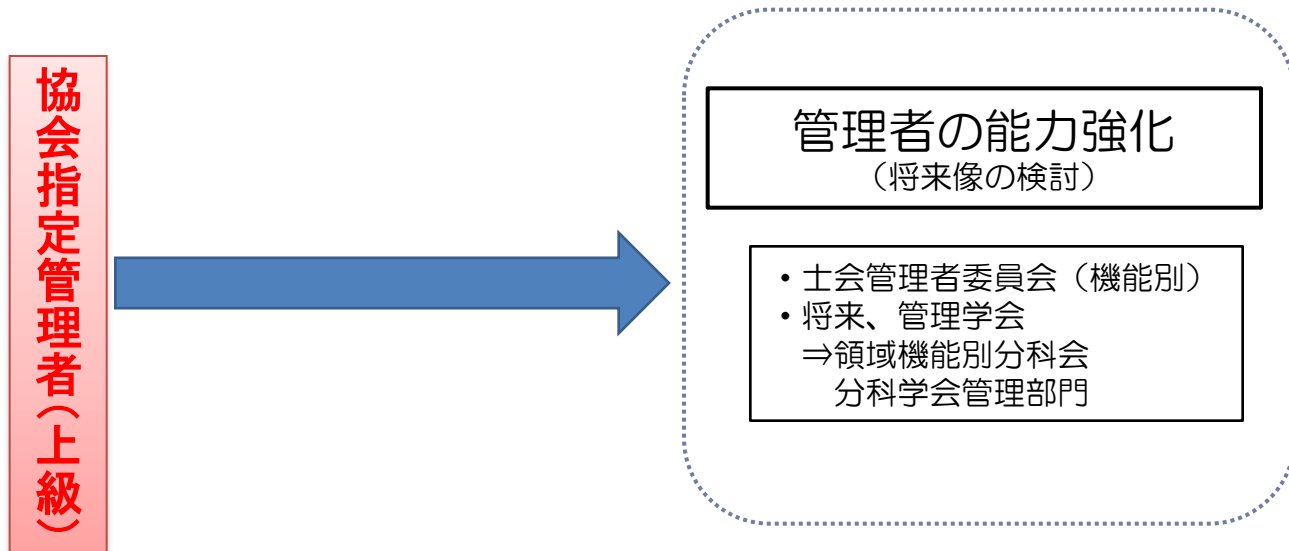 協会指定管理者（上級）
管理者の能力強化
（将来像の検討）
・士会管理者委員会（機能別）
・将来、管理学会
⇒領域機能別分科会
分科学会管理部門